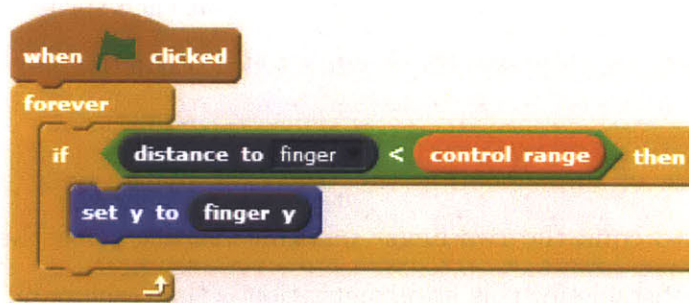 when clicked
forever
if distance to finger < control range then
set y to finger y